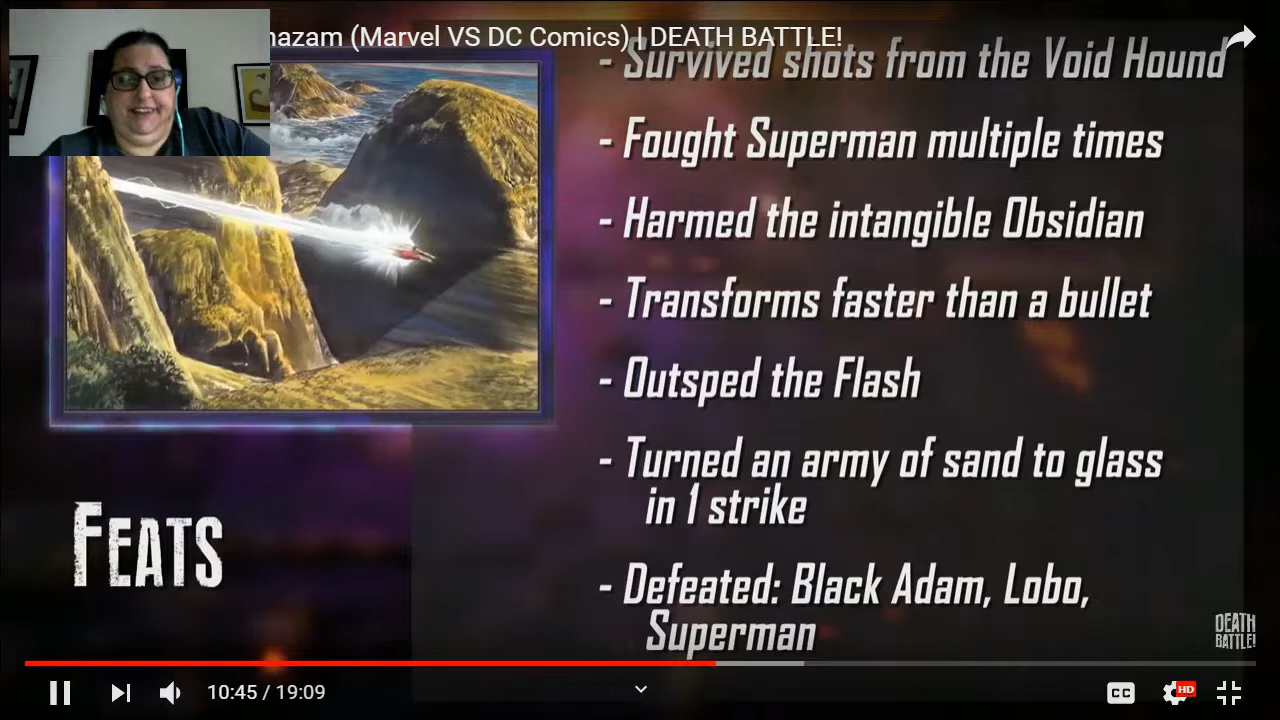 hazam (Marvel VS DC Comics) | DEATH BATTLE!
- Survived shots from the Void Hound
- Fought Superman multiple times
- Harmed the intangible Obsidian
- Transforms faster than a bullet
- Outsped the Flash
- Turned an army of sand to glass
in 1 strike
- Defeated: Black Adam, Lobo,
Superman
FEATS
DEATH
BATTLE!
10:45 / 19:09
CC
HD